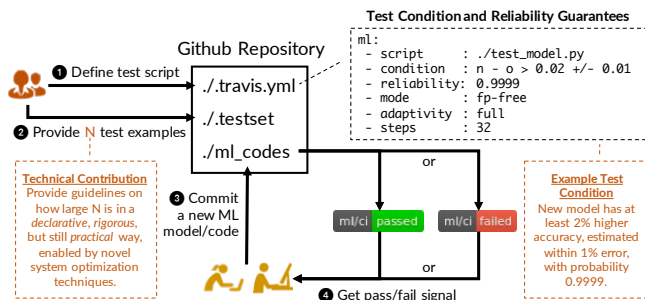 Test Condition and Reliability Guarantees
ml:
- script : ./test_model.py
- condition : n - o > 0.02 +/- 0.01
- reliability: 0.9999
- mode : fp-free
- adaptivity : full
- steps : 32
Github Repository
1 Define test script
./.travis.yml
./.testset
./ml_codes
2 Provide N test examples
Technical Contribution
Provide guidelines on
how large N is in a
declarative, rigorous,
but still practical way,
enabled by novel
system optimization
techniques.
3 Commit
a new ML
model/code
or
ml/ci passed
ml/ci failed
or
4 Get pass/fail signal
Example Test
Condition
New model has at
least 2% higher
accuracy, estimated
within 1% error,
with probability
0.9999.